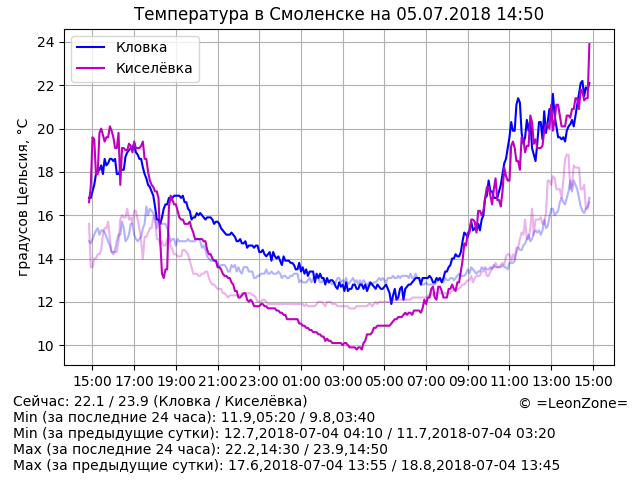 Температура в Смоленске на 05.07.2018 14:50
Кловка
Киселёвка
градусов Цельсия, °C
24
22
20
18
16
14
12
10
15:00 17:00 19:00 21:00 23:00 01:00 03:00 05:00 07:00 09:00 11:00 13:00 15:00
Сейчас: 22.1 / 23.9 (Кловка / Киселёвка)
© =LeonZone=
Min (за последние 24 часа): 11.9,05:20 / 9.8,03:40
Min (за предыдущие сутки): 12.7,2018-07-04 04:10 / 11.7,2018-07-04 03:20
Max (за последние 24 часа): 22.2,14:30 / 23.9,14:50
Max (за предыдущие сутки): 17.6,2018-07-04 13:55 / 18.8,2018-07-04 13:45